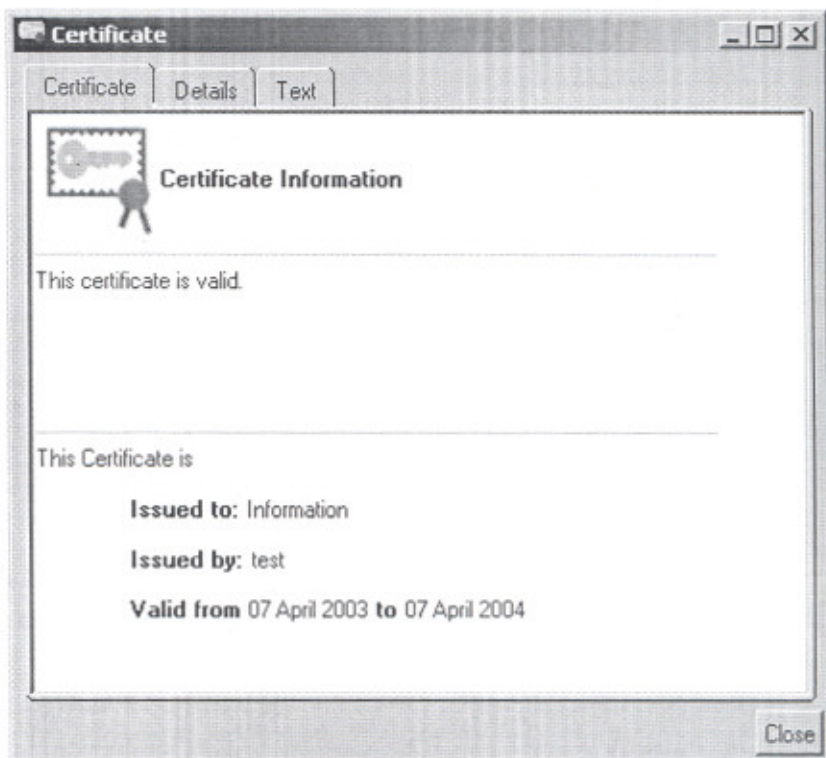 Certificate
Certificate Details Text
Certificate Information
This certificate is valid.
This Certificate is
Issued to: Information
Issued by: test
Valid from 07 April 2003 to 07 April 2004
Close